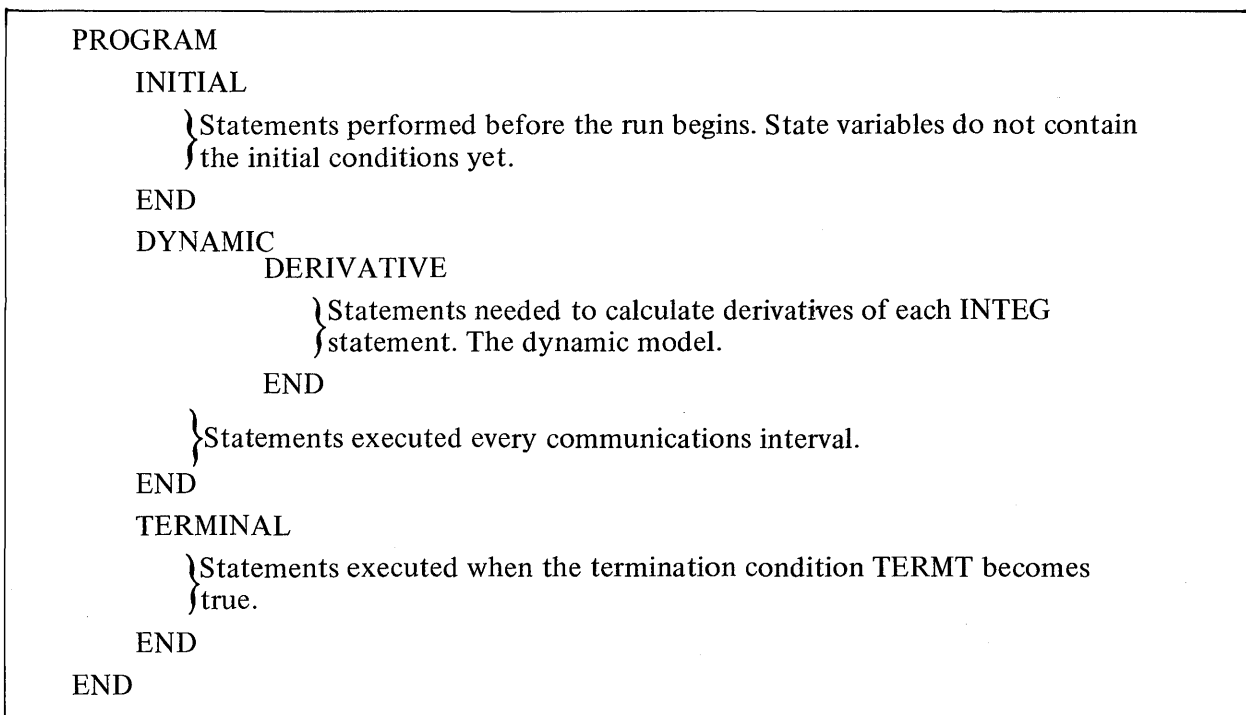 PROGRAM
INITIAL
Statements performed before the run begins. State variables do not contain
the initial conditions yet.
END
DYNAMIC
DERIVATIVE
Statements needed to calculate derivatives of each INTEG
statement. The dynamic model.
END
Statements executed every communications interval.
END
TERMINAL
Statements executed when the termination condition TERMT becomes
true.
END
END